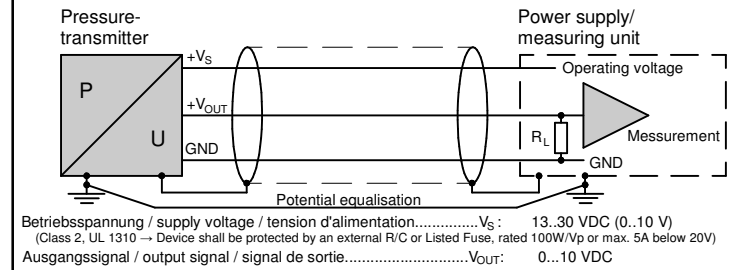 Pressure-
transmitter
Power supply/
measuring unit
+VS
Operating voltage
P
+VOUT
U
RL
Messurement
GND
GND
Potential equalisation
Betriebsspannung / supply voltage / tension d'alimentation...............VS : 13..30 VDC (0..10 V)
(Class 2, UL 1310 → Device shall be protected by an external R/C or Listed Fuse, rated 100W/Vp or max. 5A below 20V)
Ausgangssignal / output signal / signal de sortie............................VOUT: 0...10 VDC